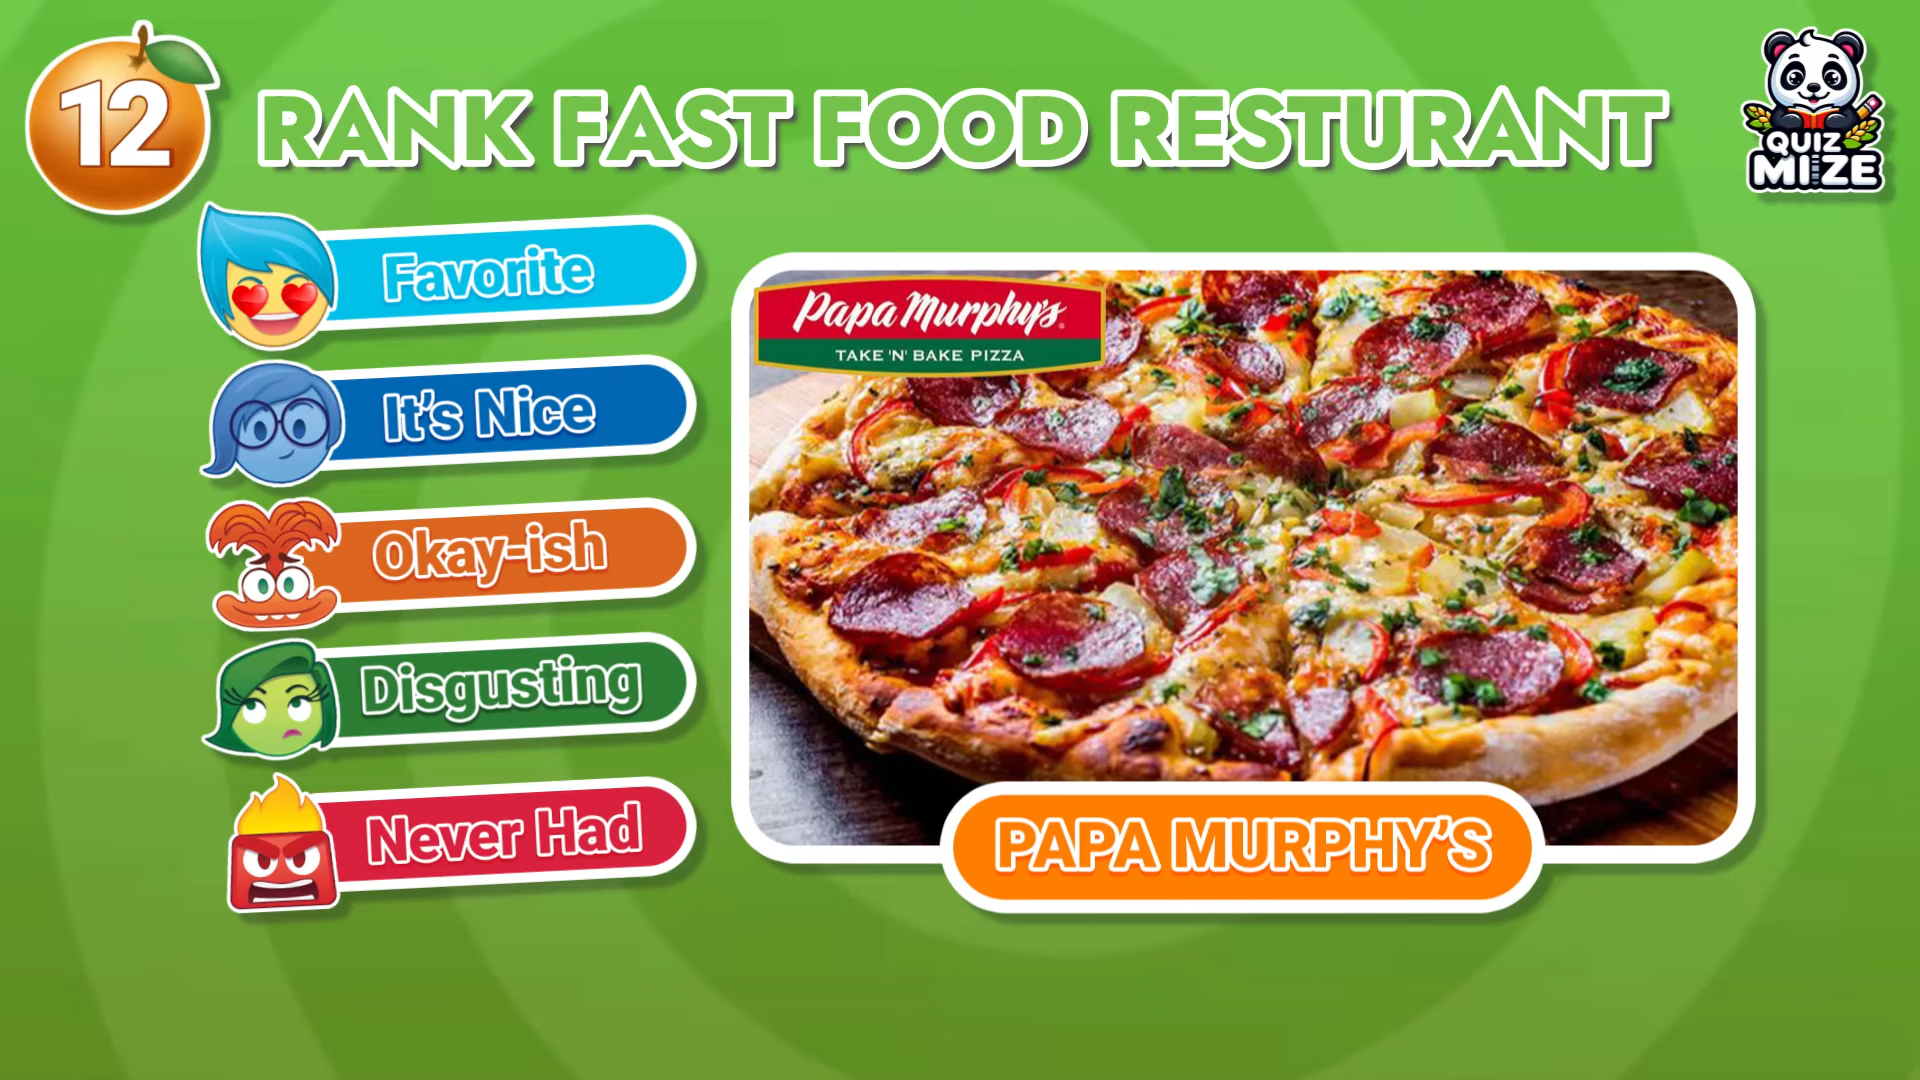 12
RANK FAST FOOD RESTURANT
QUIZ
MIIZE
Favorite
It's Nice
Okay-ish
Disgusting
Never Had
Papa Murphy's
TAKE 'N' BAKE PIZZA
PAPA MURPHY'S